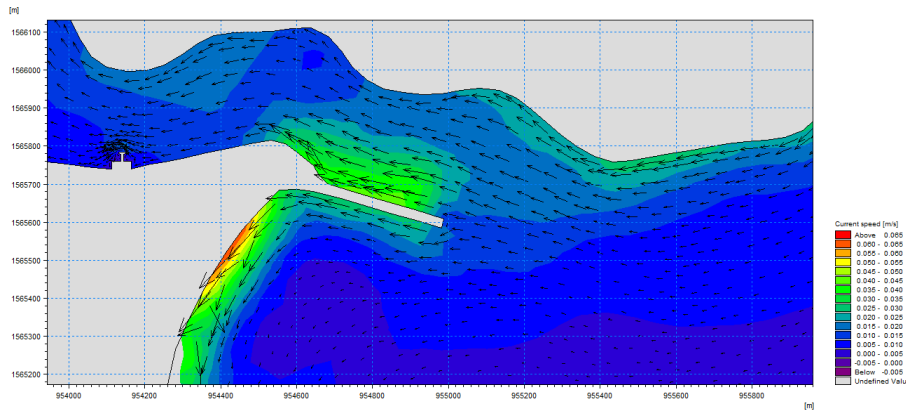 [m]
1566100
1566000
1565900
1565800
1565700
1565600
1565500
1565400
1565300
1565200
954000 954200 954400 954600 954800 955000 955200 955400 955600 955800
[m]
Current speed [m/s]
Above 0.065
0.060 - 0.065
0.055 - 0.060
0.050 - 0.055
0.045 - 0.050
0.040 - 0.045
0.035 - 0.040
0.030 - 0.035
0.025 - 0.030
0.020 - 0.025
0.015 - 0.020
0.010 - 0.015
0.005 - 0.010
0.000 - 0.005
-0.005 - 0.000
Below -0.005
Undefined Valu